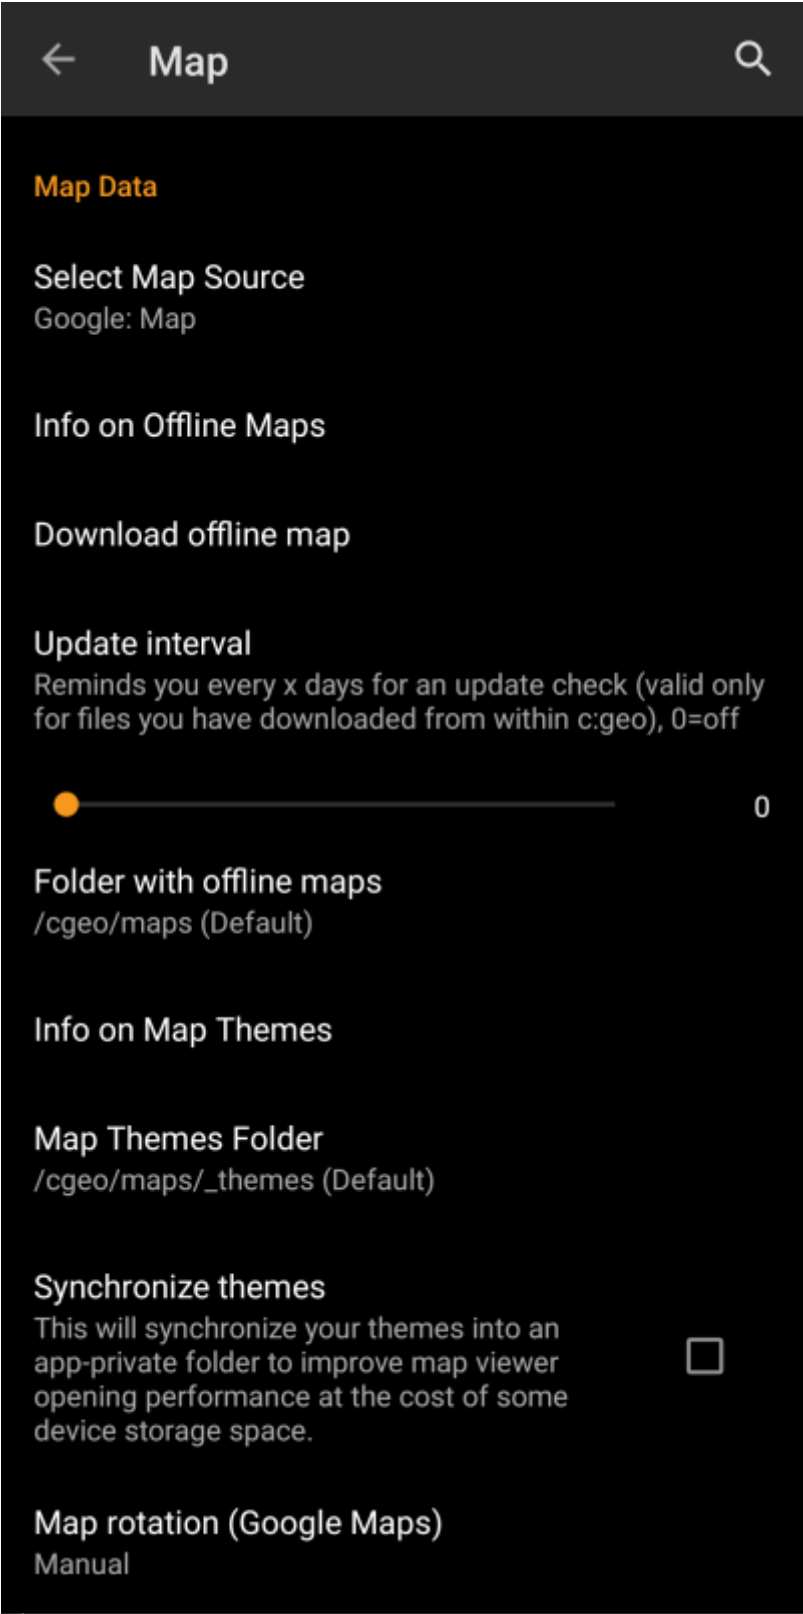 Map
Map Data
Select Map Source
Google: Map
Info on Offline Maps
Download offline map
Update interval
Reminds you every x days for an update check (valid only
for files you have downloaded from within c:geo), 0=off
0
Folder with offline maps
/cgeo/maps (Default)
Info on Map Themes
Map Themes Folder
/cgeo/maps/_themes (Default)
Synchronize themes
This will synchronize your themes into an
app-private folder to improve map viewer
opening performance at the cost of some
device storage space.
Map rotation (Google Maps)
Manual